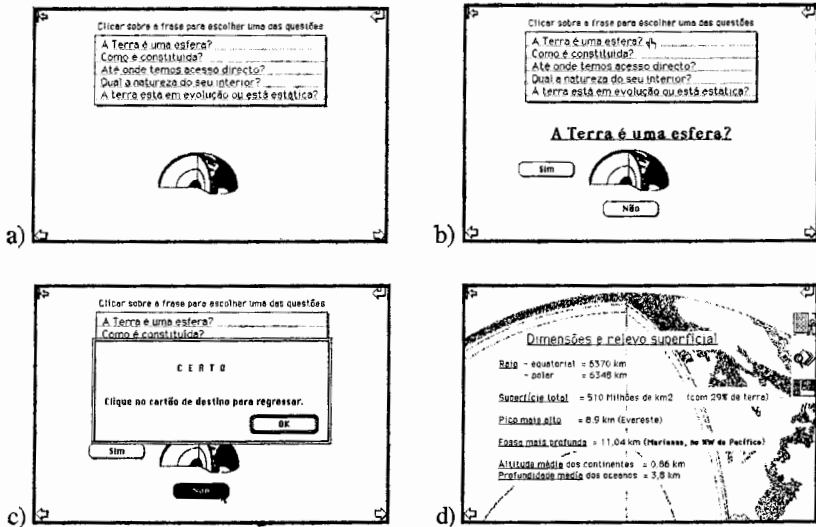 Clicar sobre a frase para escolher uma das questões
A Terra é uma esfera?
Como é constituída?
Até onde temos acesso directo?
Qual a natureza do seu interior?
A terra está em evolução ou está estática?
a)
Clicar sobre a frase para escolher uma das questões
A Terra é uma esfera?
Como é constituída?
Até onde temos acesso directo?
Qual a natureza do seu interior?
A terra está em evolução ou está estática?
A Terra é uma esfera?
Sim
Não
b)
Clicar sobre a frase para escolher uma das questões
A Terra é uma esfera?
Como é constituída?
CERTO
Clique no cartão de destino para regressar.
OK
Sim
Não
c)
Dimensões e relevo superficial
Raio - equatorial = 6370 km
- polar = 6348 km
Superfície total = 510 Milhões de km2 (com 29% de terra)
Pico mais alto = 8.9 km (Evereste)
Fossa mais profunda = 11,04 km (Marianas, no NW do Pacífico)
Altitude média dos continentes = 0,86 km
Profundidade media dos oceanos = 3,8 km
d)